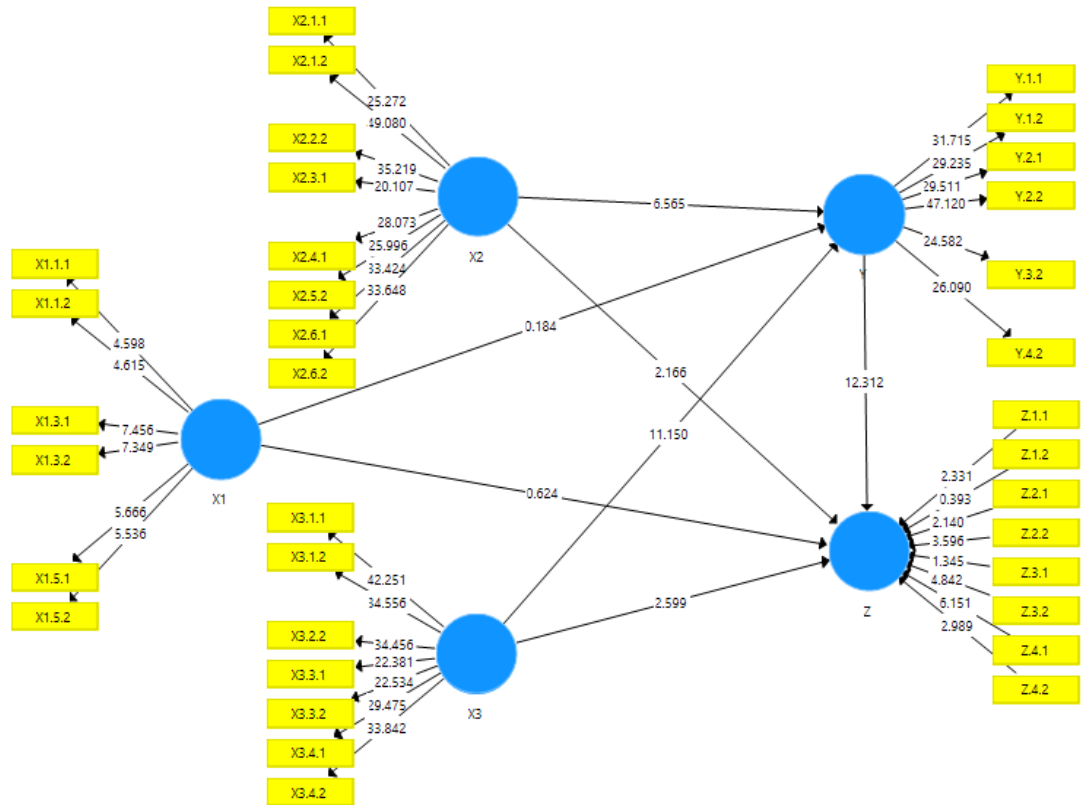 X2.1.1
X2.1.2
25.272
49.080
X2.2.2
X2.3.1
35.219
20.107
X2.4.1
X2.5.2
X2.6.1
X2.6.2
28.073
25.996
33.424
33.648
X2
6.565
Y.1.1
Y.1.2
Y.2.1
Y.2.2
31.715
29.235
29.511
47.120
24.582
26.090
Y.3.2
Y.4.2
Y
X1.1.1
X1.1.2
4.598
4.615
X1.3.1
X1.3.2
7.456
7.349
5.666
5.536
X1.5.1
X1.5.2
X1
0.184
2.166
11.150
12.312
0.624
2.599
X3.1.1
X3.1.2
42.251
34.556
X3.2.2
X3.3.1
X3.3.2
X3.4.1
X3.4.2
34.456
22.381
22.534
29.475
33.842
X3
Z.1.1
Z.1.2
Z.2.1
Z.2.2
Z.3.1
Z.3.2
Z.4.1
Z.4.2
2.331
0.393
2.140
3.596
1.345
4.842
6.151
2.989
Z